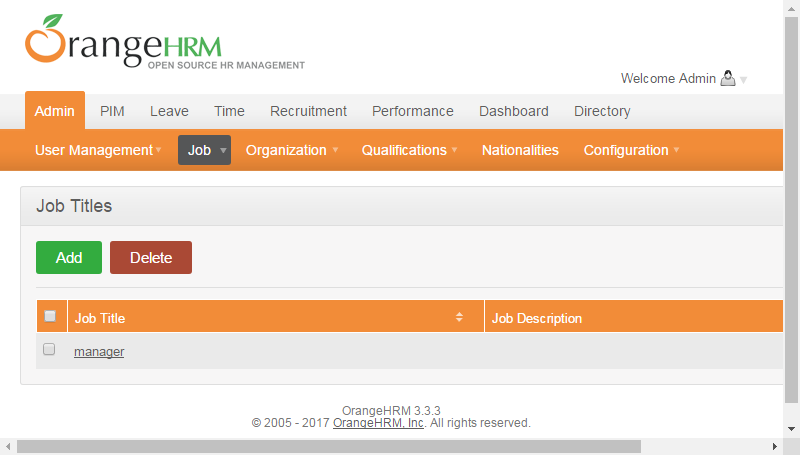 OrangeHRM
OPEN SOURCE HR MANAGEMENT
Welcome Admin
Admin PIM Leave Time Recruitment Performance Dashboard Directory
User Management Job Organization Qualifications Nationalities Configuration
Job Titles
Add Delete
Job Title Job Description
manager
OrangeHRM 3.3.3
© 2005 - 2017 OrangeHRM, Inc. All rights reserved.